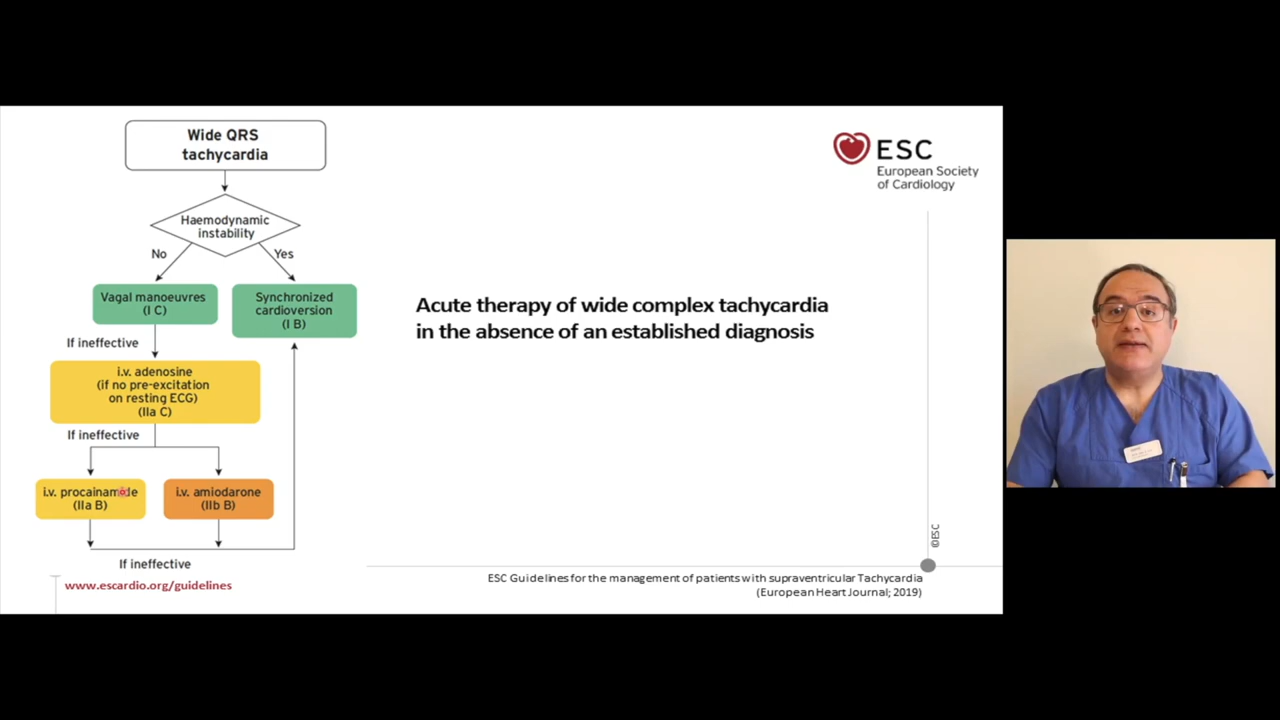 Wide QRS
tachycardia
Haemodynamic
instability
No
Yes
Vagal manoeuvres
(I C)
Synchronized
cardioversion
(I B)
If ineffective
i.v. adenosine
(if no pre-excitation
on resting ECG)
(IIa C)
If ineffective
i.v. procainamide
(IIa B)
i.v. amiodarone
(IIb B)
If ineffective
www.escardio.org/guidelines
Acute therapy of wide complex tachycardia
in the absence of an established diagnosis
ESC
European Society
of Cardiology
©ESC
ESC Guidelines for the management of patients with supraventricular Tachycardia
(European Heart Journal; 2019)